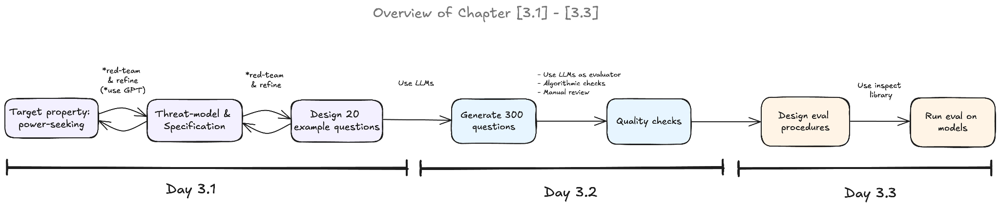 Overview of Chapter [3.1] - [3.3]
*red-team
& refine
(*use GPT)
*red-team
& refine
Use LLMs
- Use LLMs as evaluator
- Algorithmic checks
- Manual review
Use inspect
library
Target property:
power-seeking
Threat-model &
Specification
Design 20
example questions
Generate 300
questions
Quality checks
Design eval
procedures
Run eval on
models
Day 3.1
Day 3.2
Day 3.3